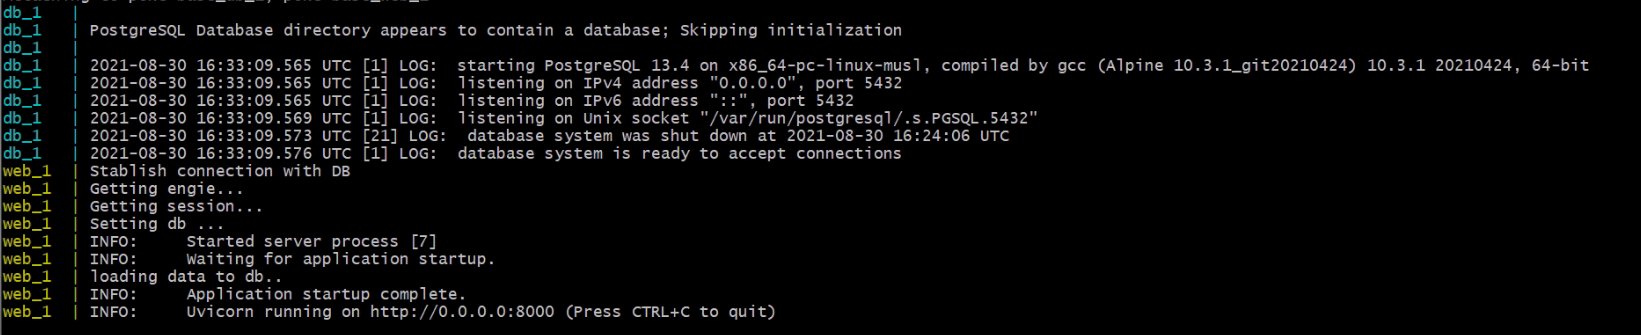 db_1   |
db_1   | PostgreSQL Database directory appears to contain a database; Skipping initialization
db_1   |
db_1   | 2021-08-30 16:33:09.565 UTC [1] LOG:  starting PostgreSQL 13.4 on x86_64-pc-linux-musl, compiled by gcc (Alpine 10.3.1_git20210424) 10.3.1 20210424, 64-bit
db_1   | 2021-08-30 16:33:09.565 UTC [1] LOG:  listening on IPv4 address "0.0.0.0", port 5432
db_1   | 2021-08-30 16:33:09.565 UTC [1] LOG:  listening on IPv6 address "::", port 5432
db_1   | 2021-08-30 16:33:09.569 UTC [1] LOG:  listening on Unix socket "/var/run/postgresql/.s.PGSQL.5432"
db_1   | 2021-08-30 16:33:09.573 UTC [21] LOG:  database system was shut down at 2021-08-30 16:24:06 UTC
db_1   | 2021-08-30 16:33:09.576 UTC [1] LOG:  database system is ready to accept connections
web_1  | Stablish connection with DB
web_1  | Getting engie...
web_1  | Getting session...
web_1  | Setting db ...
web_1  | INFO:     Started server process [7]
web_1  | INFO:     Waiting for application startup.
web_1  | loading data to db..
web_1  | INFO:     Application startup complete.
web_1  | INFO:     Uvicorn running on http://0.0.0.0:8000 (Press CTRL+C to quit)